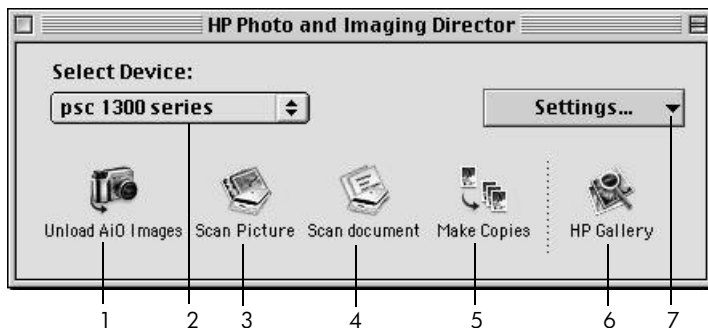 HP Photo and Imaging Director
Select Device:
psc 1300 series
Settings...
Unload AiO Images
Scan Picture
Scan document
Make Copies
HP Gallery
1 2 3 4 5 6 7